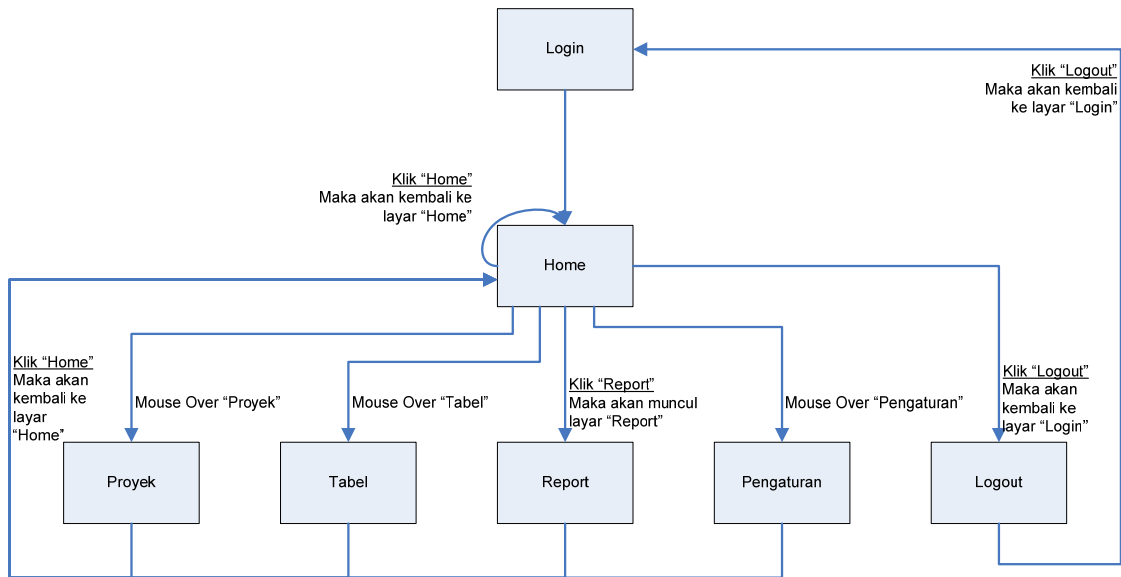 Login
Klik “Logout”
Maka akan kembali
ke layar “Login”
Klik “Home”
Maka akan kembali ke
layar “Home”
Home
Klik “Home”
Maka akan
kembali ke
layar
“Home”
Mouse Over “Proyek”
Mouse Over “Tabel”
Klik “Report”
Maka akan muncul
layar “Report”
Mouse Over “Pengaturan”
Klik “Logout”
Maka akan
kembali ke
layar “Login”
Proyek
Tabel
Report
Pengaturan
Logout